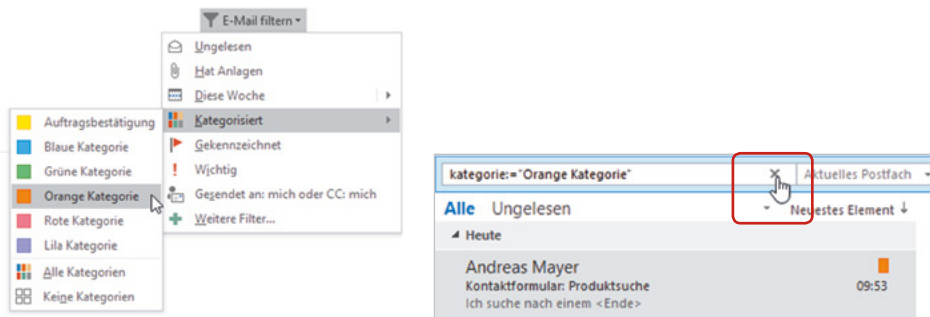 E-Mail filtern
Ungelesen
Hat Anlagen
Diese Woche
Kategorisiert
Gekennzeichnet
Wichtig
Gesendet an: mich oder CC: mich
Weitere Filter...
Auftragsbestätigung
Blaue Kategorie
Grüne Kategorie
Orange Kategorie
Rote Kategorie
Lila Kategorie
Alle Kategorien
Keine Kategorien
kategorie:="Orange Kategorie" Aktuelles Postfach
Alle Ungelesen Neuestes Element ↓
Heute
Andreas Mayer
Kontaktformular: Produktsuche 09:53
Ich suche nach einem <Ende>